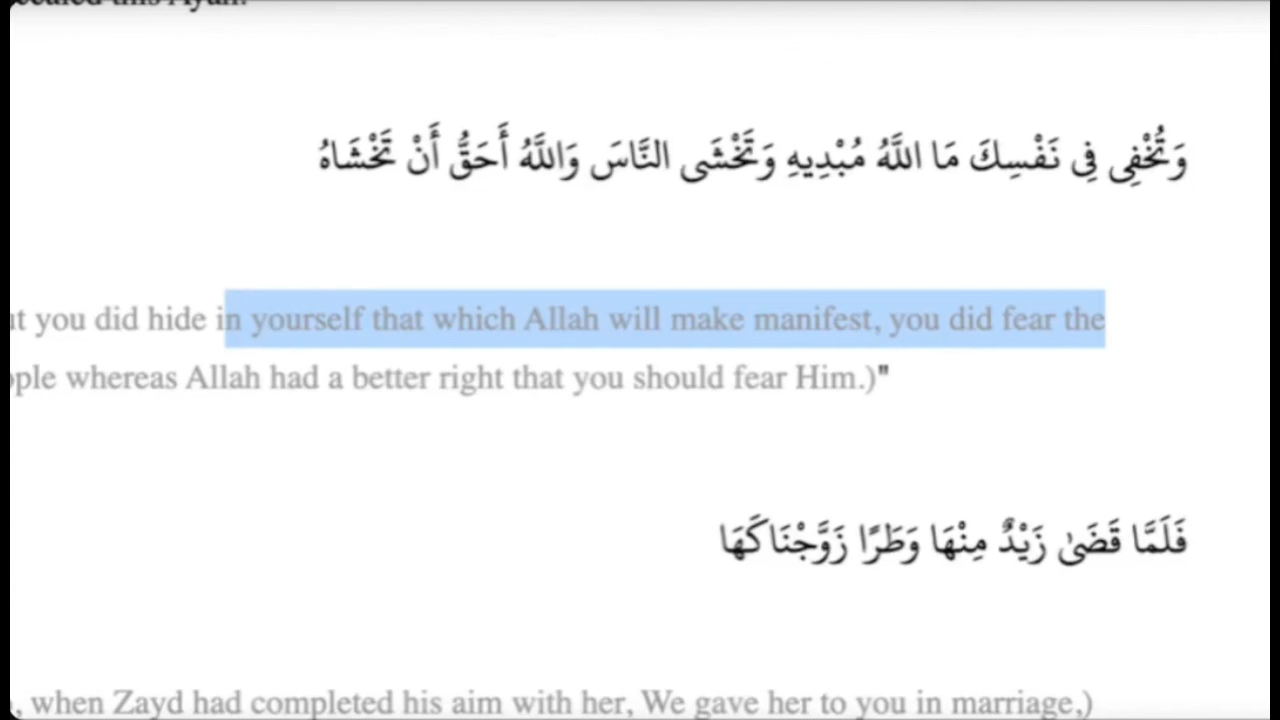 this Ayah.
وَتُخْفِى فِى نَفْسِكَ مَا اللَّهُ مُبْدِيهِ وَتَخْشَى النَّاسَ وَاللَّهُ أَحَقُّ أَنْ تَخْشَاهُ
you did hide in yourself that which Allah will make manifest, you did fear the
whereas Allah had a better right that you should fear Him.)"
فَلَمَّا قَضَىٰ زَيْدٌ مِنْهَا وَطَرًا زَوَّجْنَاكَهَا
, when Zayd had completed his aim with her, We gave her to you in marriage,)